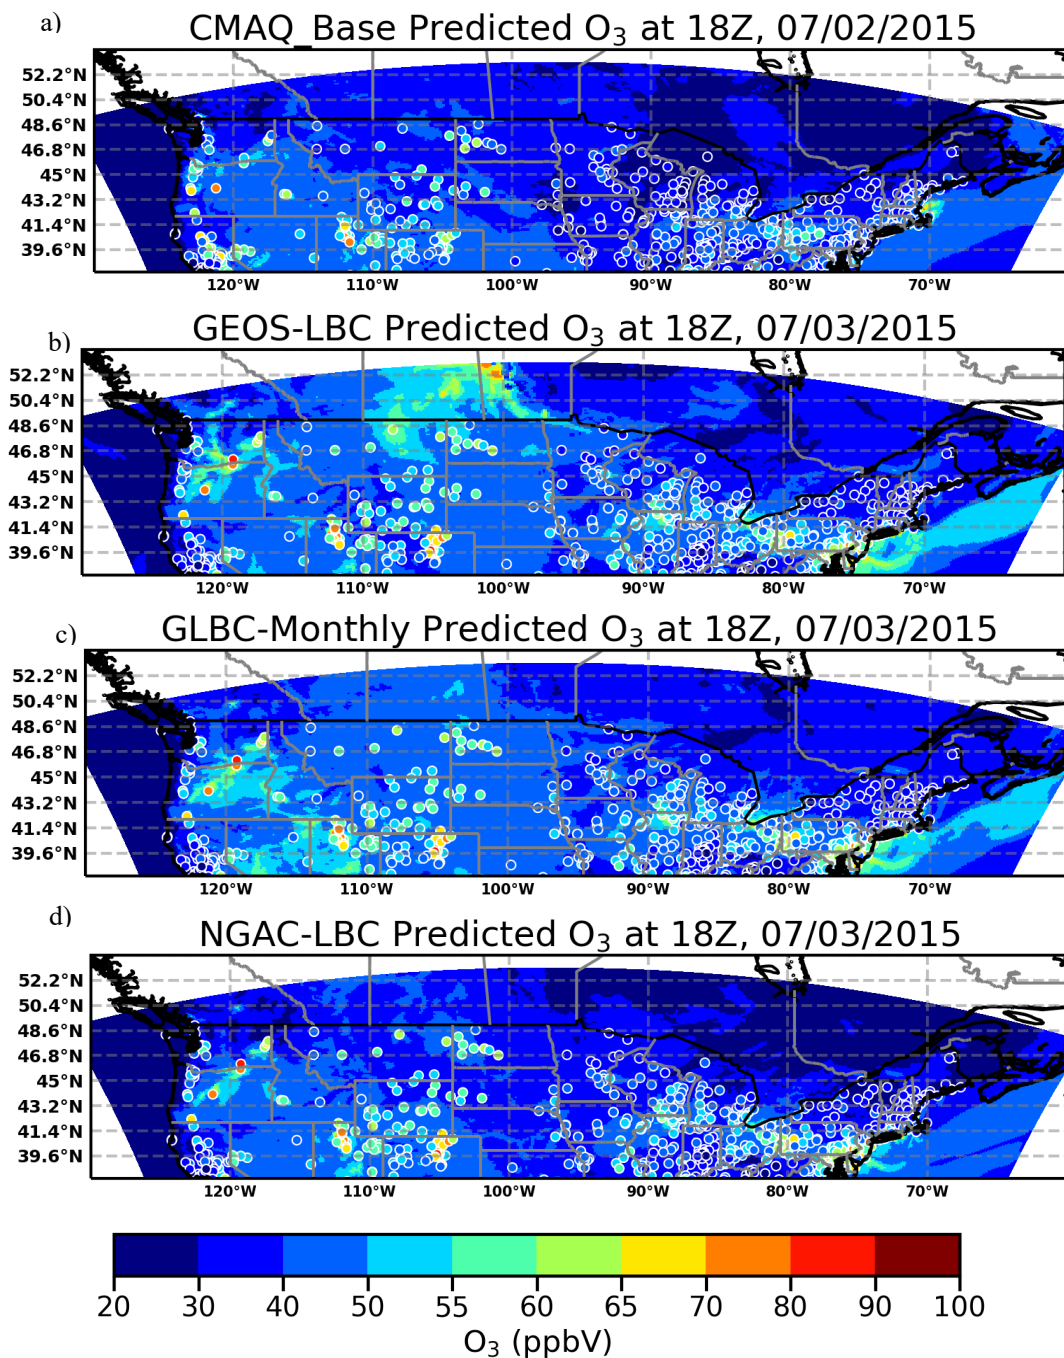 a)
CMAQ_Base Predicted O₃ at 18Z, 07/02/2015
52.2°N
50.4°N
48.6°N
46.8°N
45°N
43.2°N
41.4°N
39.6°N
120°W 110°W 100°W 90°W 80°W 70°W
b)
GEOS-LBC Predicted O₃ at 18Z, 07/03/2015
52.2°N
50.4°N
48.6°N
46.8°N
45°N
43.2°N
41.4°N
39.6°N
120°W 110°W 100°W 90°W 80°W 70°W
c)
GLBC-Monthly Predicted O₃ at 18Z, 07/03/2015
52.2°N
50.4°N
48.6°N
46.8°N
45°N
43.2°N
41.4°N
39.6°N
120°W 110°W 100°W 90°W 80°W 70°W
d)
NGAC-LBC Predicted O₃ at 18Z, 07/03/2015
52.2°N
50.4°N
48.6°N
46.8°N
45°N
43.2°N
41.4°N
39.6°N
120°W 110°W 100°W 90°W 80°W 70°W
20 30 40 50 55 60 65 70 80 90 100
O₃ (ppbV)